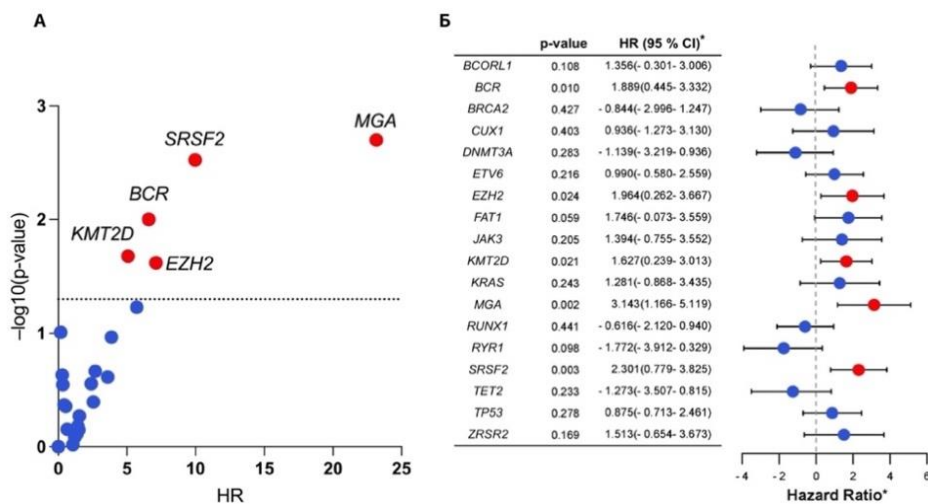 А
3
2
1
0
–log10(p-value)
MGA
SRSF2
BCR
KMT2D
EZH2
0 5 10 15 20 25
HR
Б
p-value HR (95 % CI)*
BCORL1 0.108 1.356(- 0.301- 3.006)
BCR 0.010 1.889(0.445- 3.332)
BRCA2 0.427 - 0.844(- 2.996- 1.247)
CUX1 0.403 0.936(- 1.273- 3.130)
DNMT3A 0.283 - 1.139(- 3.219- 0.936)
ETV6 0.216 0.990(- 0.580- 2.559)
EZH2 0.024 1.964(0.262- 3.667)
FAT1 0.059 1.746(- 0.073- 3.559)
JAK3 0.205 1.394(- 0.755- 3.552)
KMT2D 0.021 1.627(0.239- 3.013)
KRAS 0.243 1.281(- 0.868- 3.435)
MGA 0.002 3.143(1.166- 5.119)
RUNX1 0.441 - 0.616(- 2.120- 0.940)
RYR1 0.098 - 1.772(- 3.912- 0.329)
SRSF2 0.003 2.301(0.779- 3.825)
TET2 0.233 - 1.273(- 3.507- 0.815)
TP53 0.278 0.875(- 0.713- 2.461)
ZRSR2 0.169 1.513(- 0.654- 3.673)
- 4 - 2 0 2 4 6
Hazard Ratio*